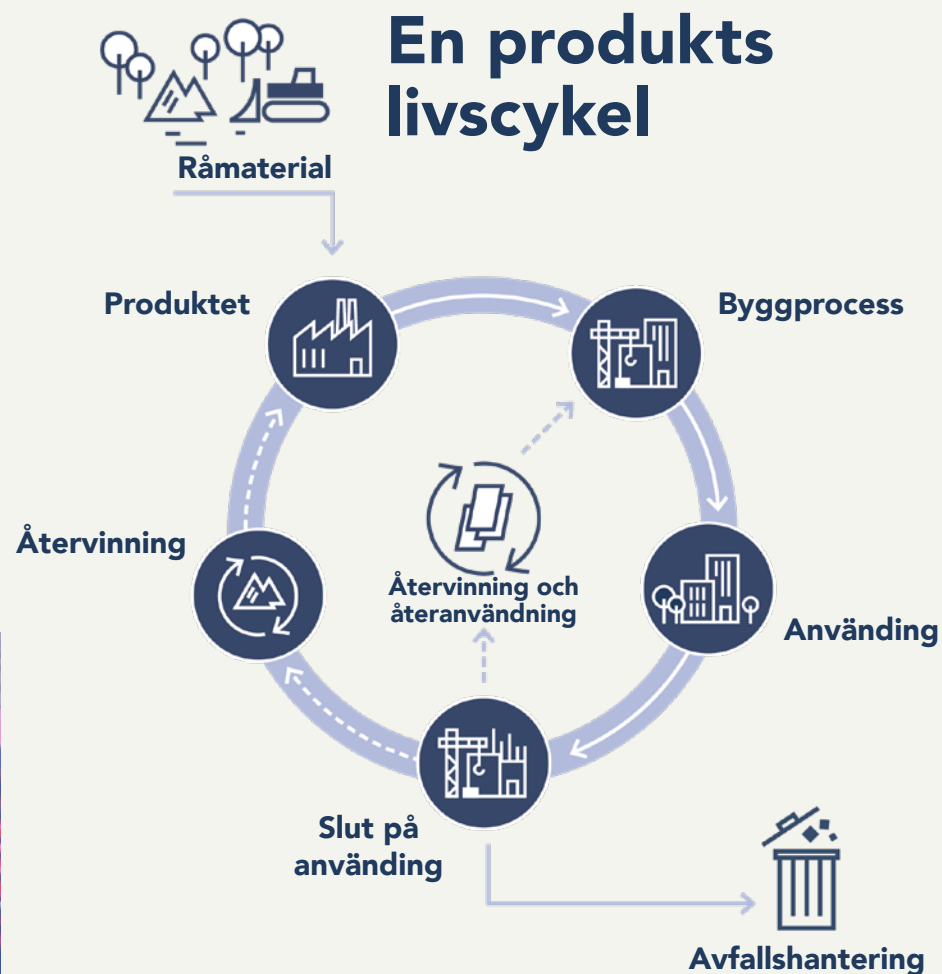 En produkts
livscykel
Råmaterial
Produktet
Byggprocess
Återvinning
Återvinning och
återanvändning
Använding
Slut på
använding
Avfallshantering